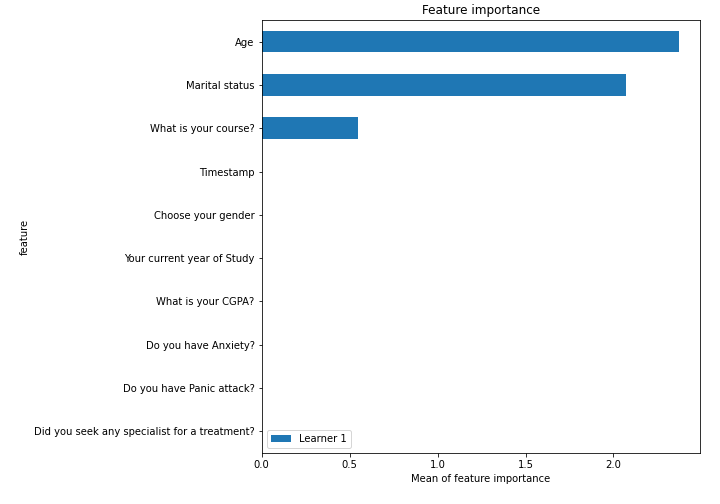 Feature importance
Age
Marital status
What is your course?
Timestamp
Choose your gender
feature
Your current year of Study
What is your CGPA?
Do you have Anxiety?
Do you have Panic attack?
Did you seek any specialist for a treatment?
Learner 1
0.0 0.5 1.0 1.5 2.0
Mean of feature importance